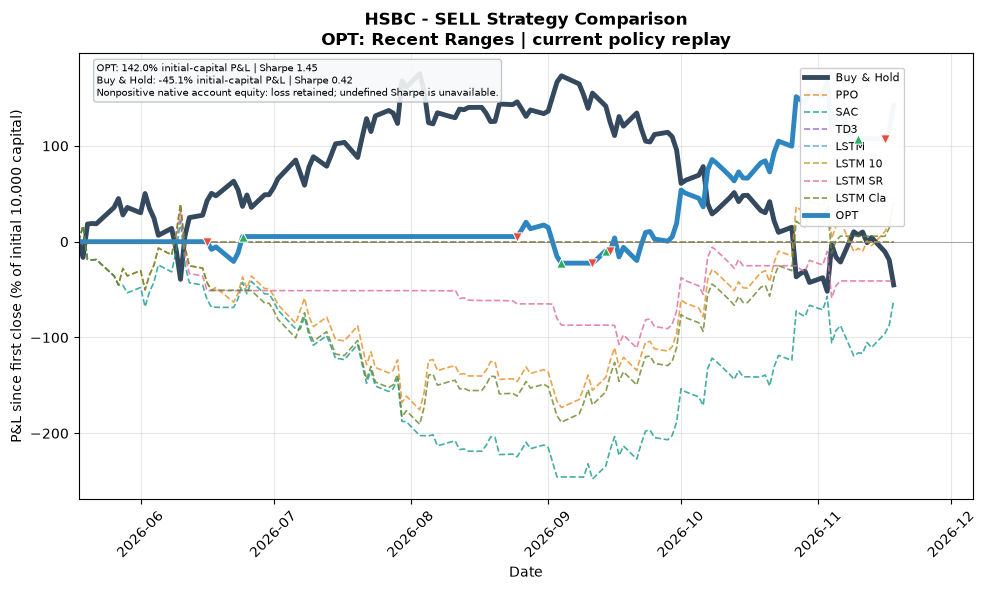 HSBC - SELL Strategy Comparison
OPT: Recent Ranges | current policy replay
OPT: 142.0% initial-capital P&L | Sharpe 1.45
Buy & Hold: -45.1% initial-capital P&L | Sharpe 0.42
Nonpositive native account equity: loss retained; undefined Sharpe is unavailable.
Buy & Hold
PPO
SAC
TD3
LSTM
LSTM 10
LSTM SR
LSTM Cla
OPT
P&L since first close (% of initial 10,000 capital)
100
0
−100
−200
2026-06
2026-07
2026-08
2026-09
2026-10
2026-11
2026-12
Date